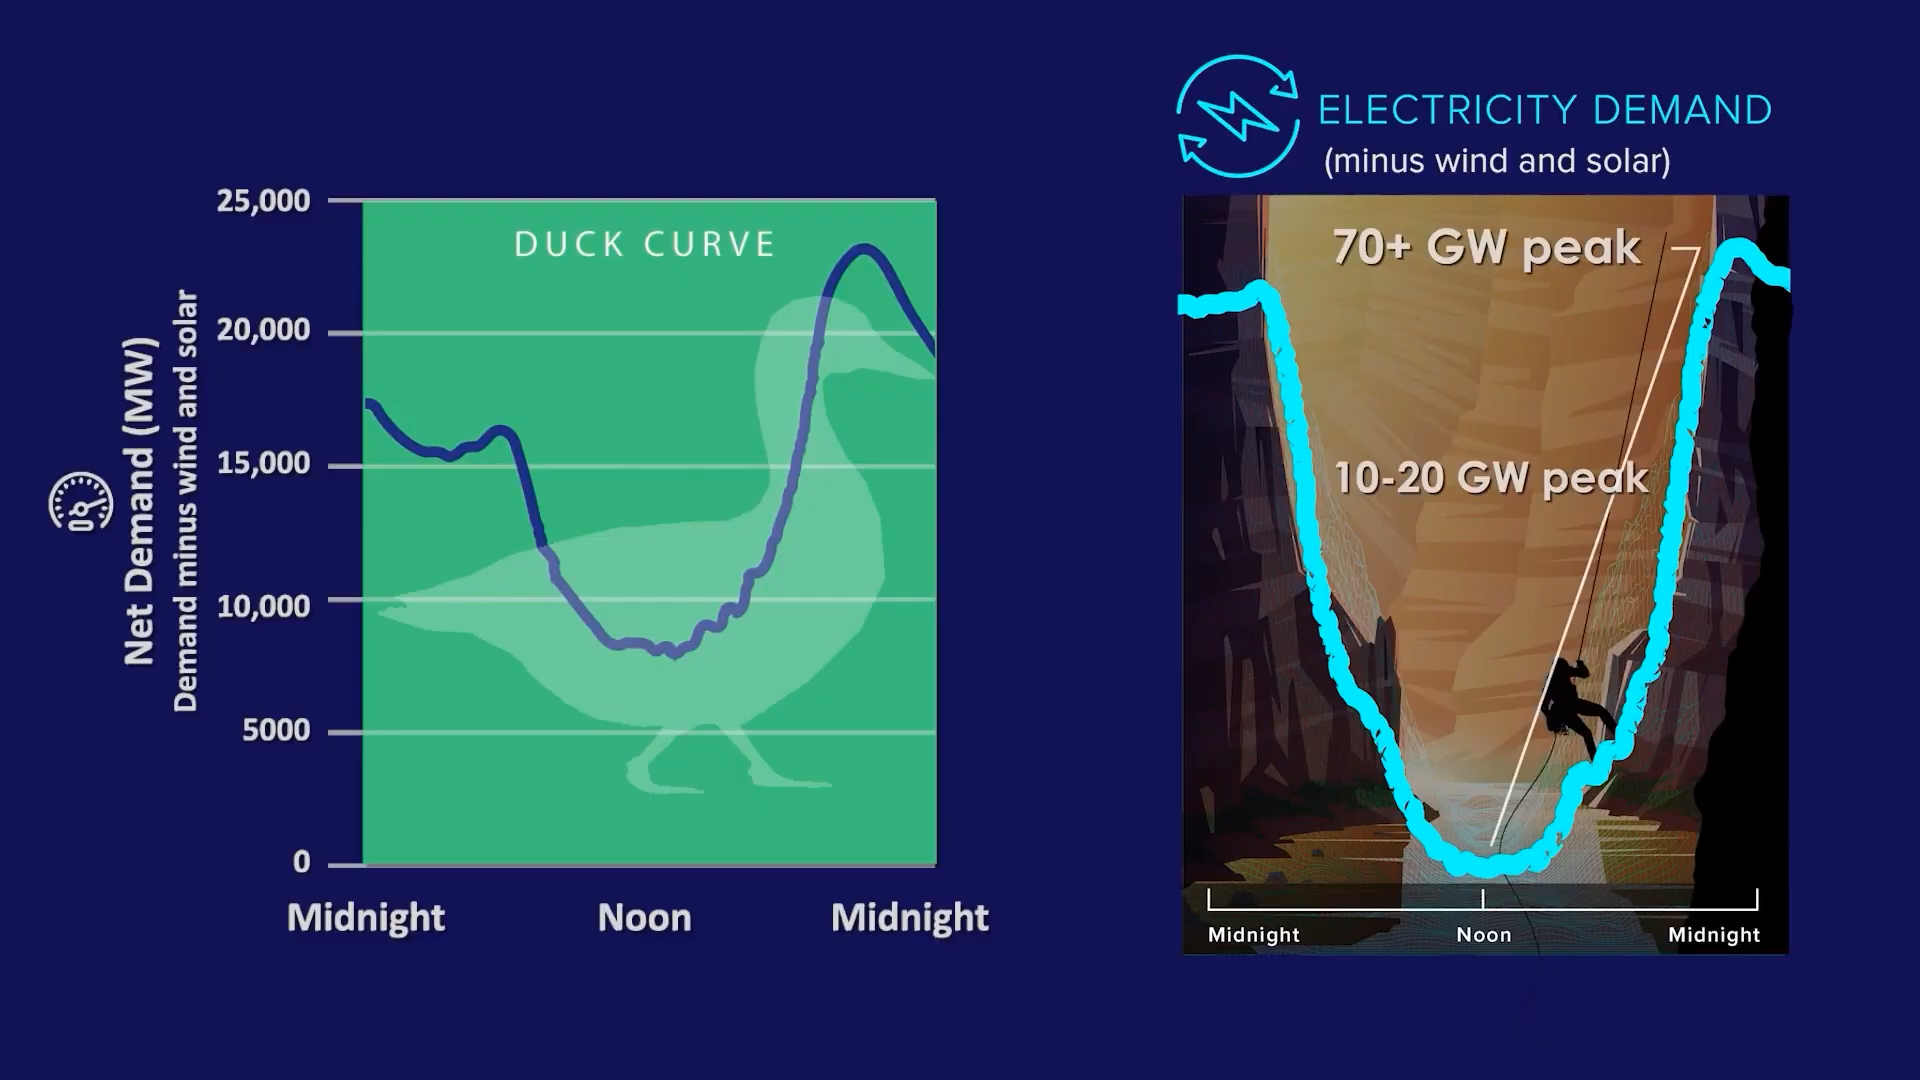 25,000
20,000
15,000
10,000
5000
0
Net Demand (MW)
Demand minus wind and solar
DUCK CURVE
Midnight
Noon
Midnight
ELECTRICITY DEMAND
(minus wind and solar)
70+ GW peak
10-20 GW peak
Midnight
Noon
Midnight